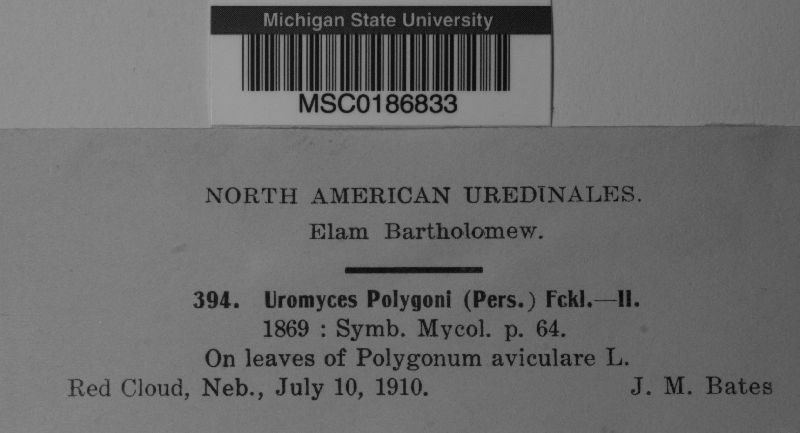 Michigan State University
MSC0186833
NORTH AMERICAN UREDINALES.
Elam Bartholomew.
394. Uromyces Polygoni (Pers.) Fckl.—II.
1869 : Symb. Mycol. p. 64.
On leaves of Polygonum aviculare L.
Red Cloud, Neb., July 10, 1910. J. M. Bates